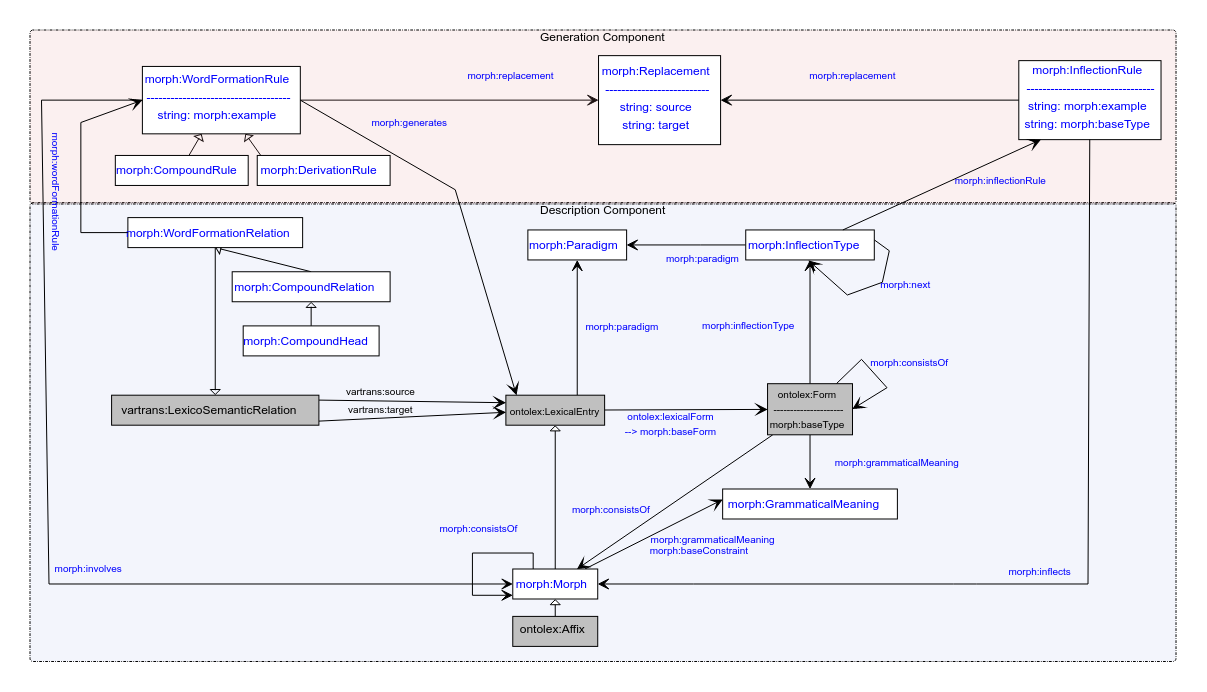 Generation Component
morph:WordFormationRule
string: morph:example
morph:replacement
morph:Replacement
string: source
string: target
morph:replacement
morph:InflectionRule
string: morph:example
string: morph:baseType
morph:generates
morph:wordFormationRule
morph:CompoundRule
morph:DerivationRule
morph:inflectionRule
Description Component
morph:WordFormationRelation
morph:Paradigm
morph:paradigm
morph:InflectionType
morph:next
morph:CompoundRelation
morph:CompoundHead
morph:paradigm
morph:inflectionType
morph:consistsOf
vartrans:LexicoSemanticRelation
vartrans:source
vartrans:target
ontolex:LexicalEntry
ontolex:lexicalForm
--> morph:baseForm
ontolex:Form
morph:baseType
morph:grammaticalMeaning
morph:GrammaticalMeaning
morph:consistsOf
morph:consistsOf
morph:grammaticalMeaning
morph:baseConstraint
morph:involves
morph:Morph
morph:inflects
ontolex:Affix